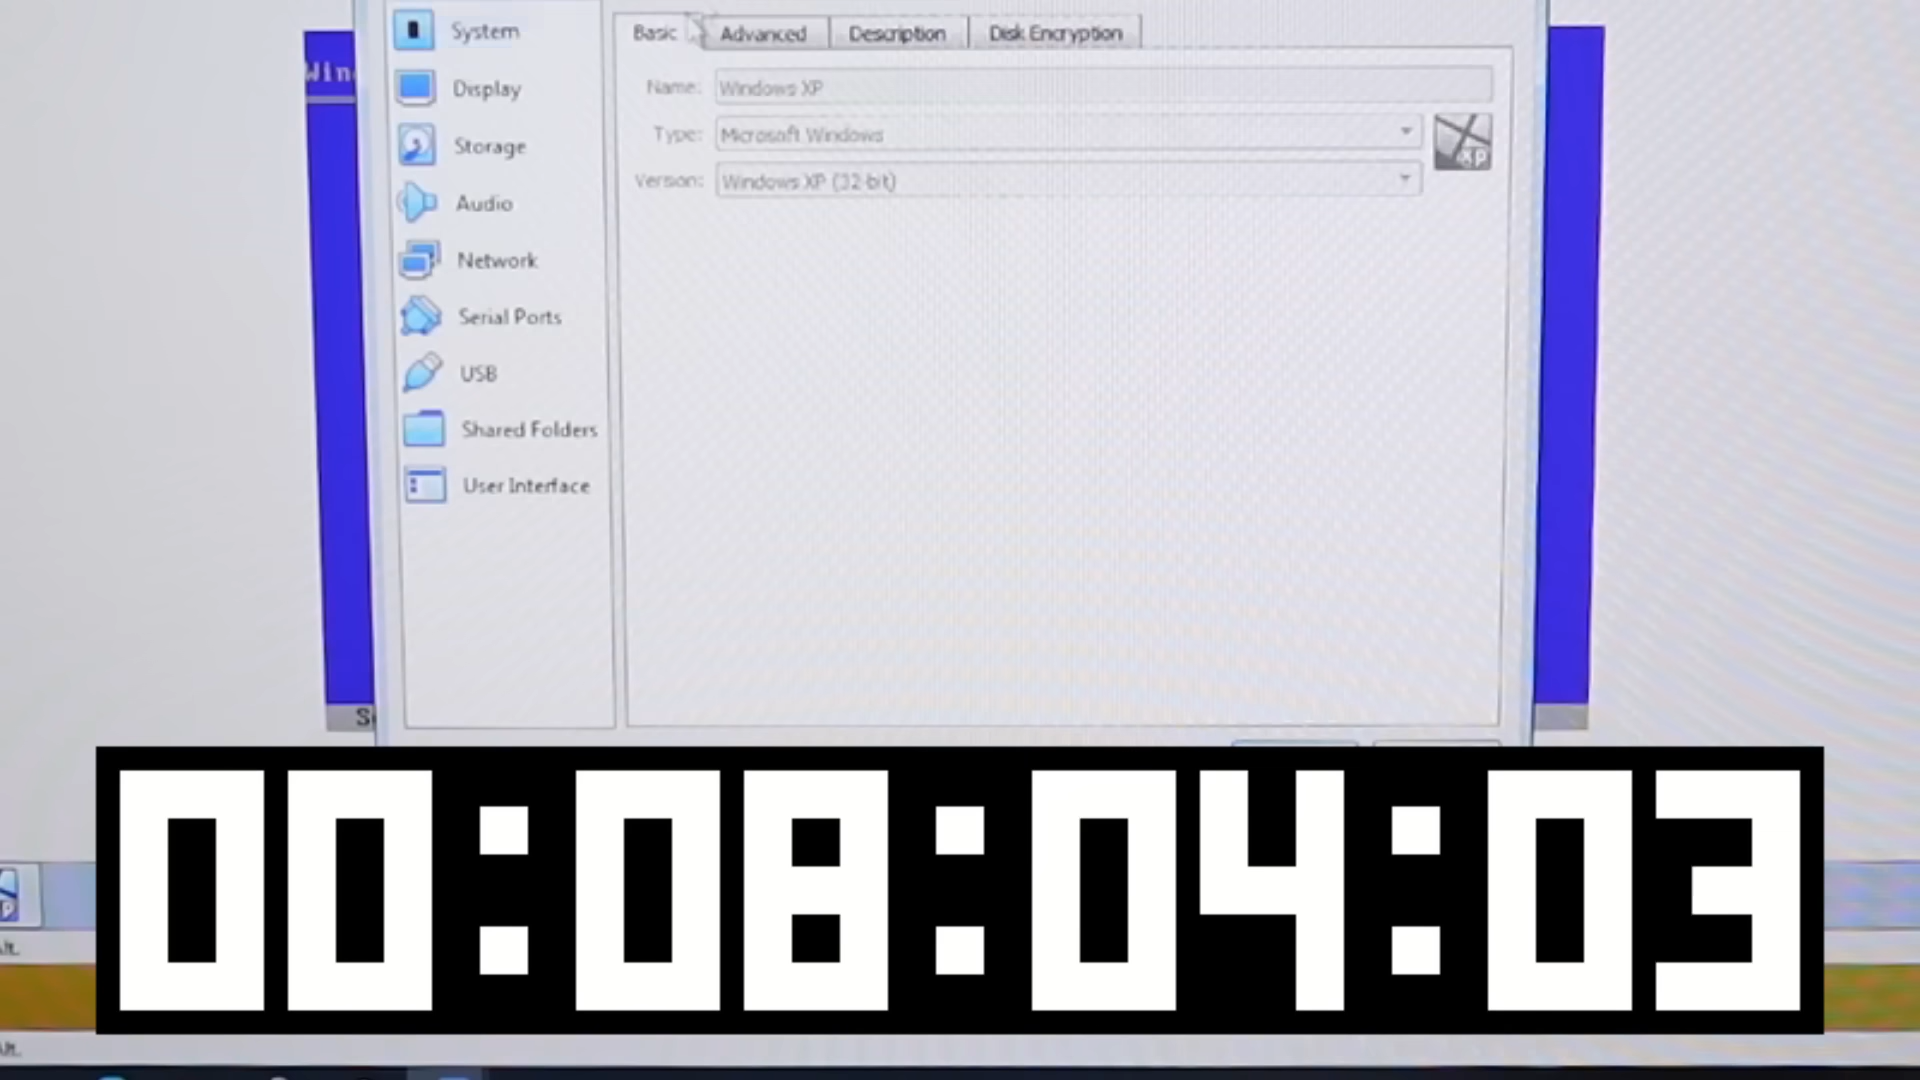 System
Display
Storage
Audio
Network
Serial Ports
USB
Shared Folders
User Interface
Basic
Advanced
Description
Disk Encryption
Name: Windows XP
Type: Microsoft Windows
Version: Windows XP (32-bit)
xp
00:08:04:03